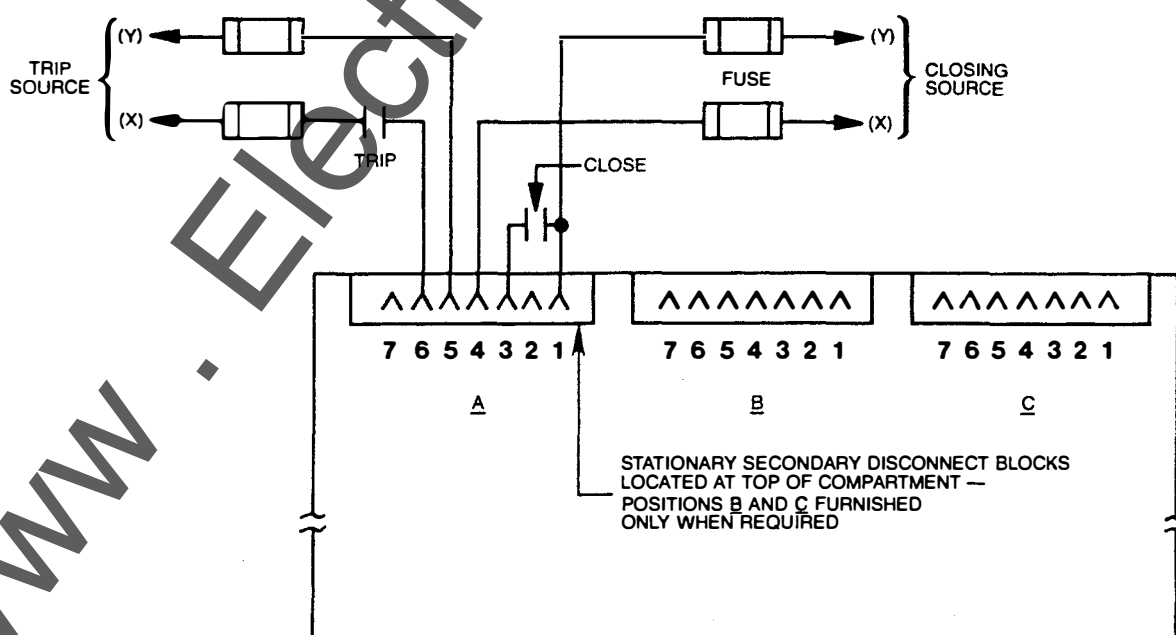 TRIP
SOURCE
(Y)
(X)
TRIP
CLOSE
FUSE
(Y)
(X)
CLOSING
SOURCE
7 6 5 4 3 2 1
A
7 6 5 4 3 2 1
B
7 6 5 4 3 2 1
C
STATIONARY SECONDARY DISCONNECT BLOCKS
LOCATED AT TOP OF COMPARTMENT —
POSITIONS B AND C FURNISHED
ONLY WHEN REQUIRED
ww . Elect